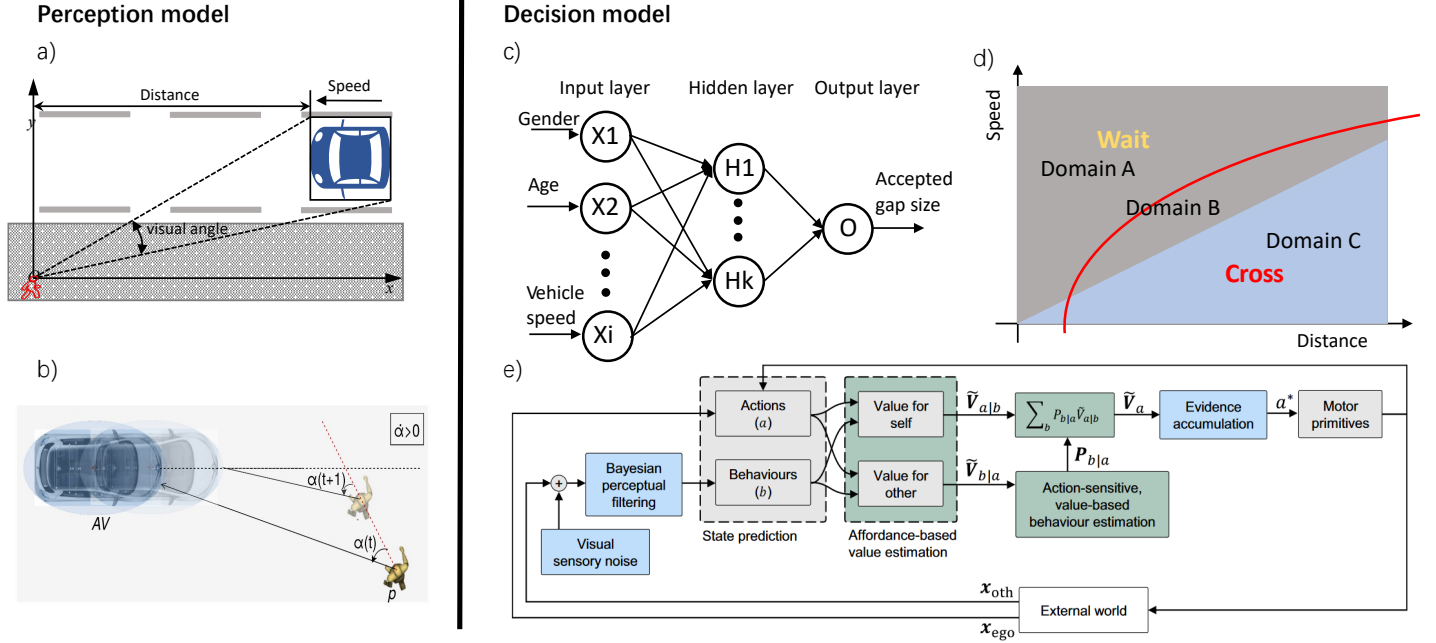 Perception model
a)
Distance
Speed
y
visual angle
x
b)
α̇>0
α(t+1)
AV
α(t)
p
Decision model
c)
Input layer
Hidden layer
Output layer
Gender
X1
H1
Age
X2
Accepted
gap size
O
Hk
Vehicle
speed
Xi
d)
Speed
Wait
Domain A
Domain B
Domain C
Cross
Distance
e)
Actions
(a)
Value for
self
Ṽa|b
∑b Pb|a Ṽa|b
Ṽa
Evidence
accumulation
a*
Motor
primitives
Pb|a
Bayesian
perceptual
filtering
+
Behaviours
(b)
Value for
other
Ṽb|a
Action-sensitive,
value-based
behaviour estimation
Visual
sensory noise
State prediction
Affordance-based
value estimation
xoth
External world
xego